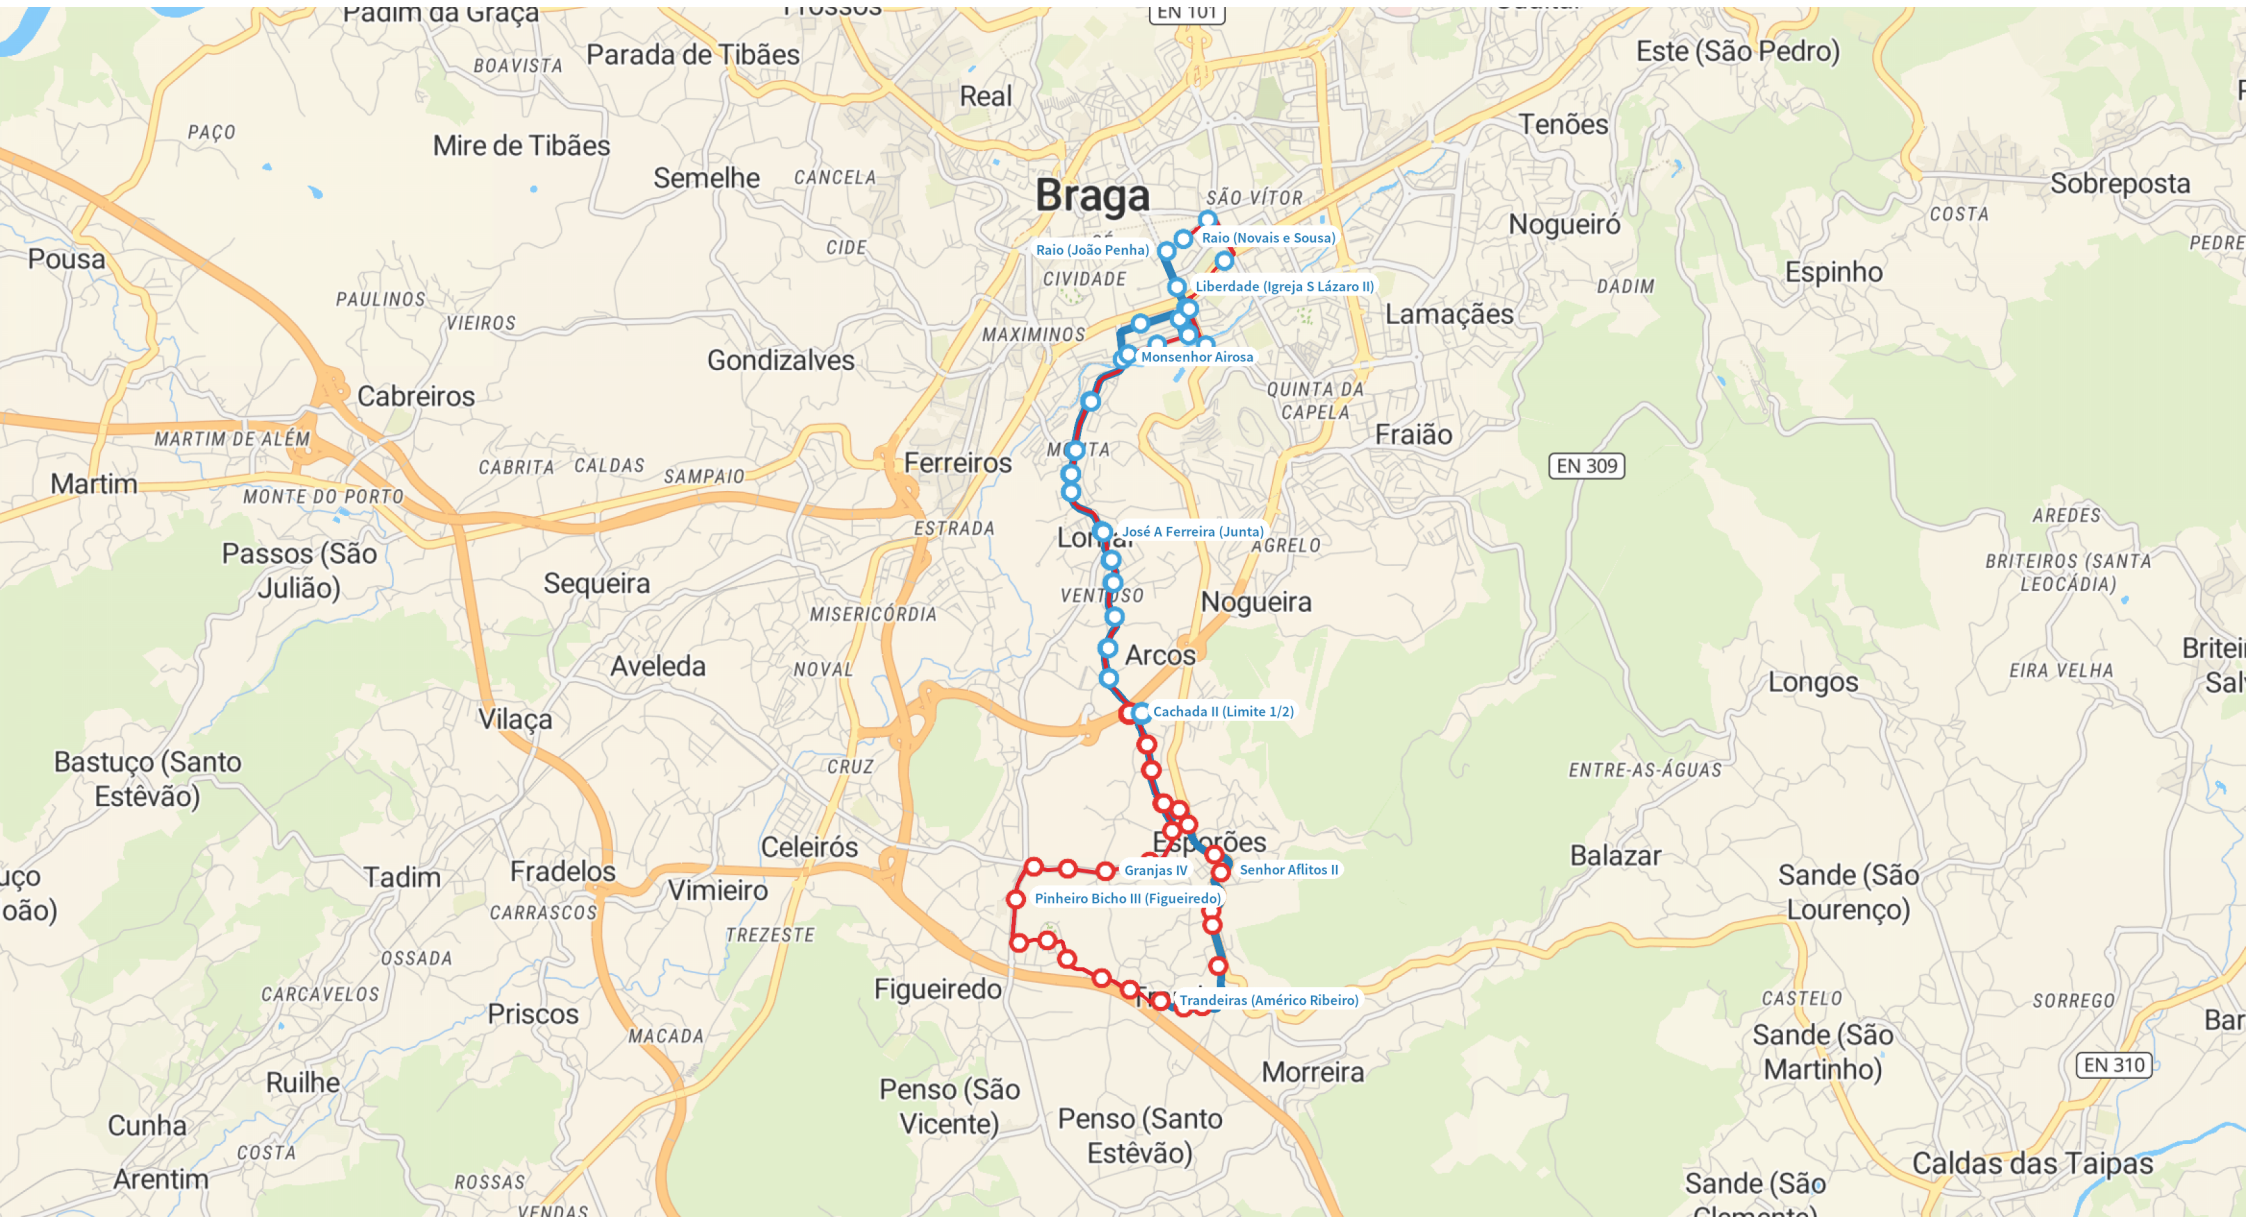 Padim da Graça
EN 101
BOAVISTA
Parada de Tibães
Este (São Pedro)
Real
PAÇO
Mire de Tibães
Tenões
Semelhe
CANCELA
Braga
SÃO VÍTOR
Sobreposta
COSTA
Nogueiró
PEDRE
Pousa
CIDE
Raio (João Penha)
Raio (Novais e Sousa)
CIVIDADE
Espinho
PAULINOS
Liberdade (Igreja S Lázaro II)
DADIM
VIEIROS
MAXIMINOS
Lamaçães
Gondizalves
Monsenhor Airosa
Cabreiros
QUINTA DA
CAPELA
MARTIM DE ALÉM
Fraião
CABRITA
CALDAS
SAMPAIO
Ferreiros
EN 309
Martim
MONTE DO PORTO
ESTRADA
José A Ferreira (Junta)
AGRELO
AREDES
Passos (São
Julião)
Sequeira
BRITEIROS (SANTA
LEOCÁDIA)
VENTOSO
Nogueira
MISERICÓRDIA
Aveleda
NOVAL
Arcos
Longos
EIRA VELHA
Vilaça
Cachada II (Limite 1/2)
Bastuço (Santo
Estêvão)
CRUZ
ENTRE-AS-ÁGUAS
Celeirós
Esporões
Balazar
Tadim
Fradelos
Vimieiro
Granjas IV
Senhor Aflitos II
Sande (São
Lourenço)
CARRASCOS
Pinheiro Bicho III (Figueiredo)
TREZESTE
OSSADA
CARCAVELOS
Figueiredo
Trandeiras (Américo Ribeiro)
CASTELO
SORREGO
Priscos
MACADA
Sande (São
Martinho)
Ruilhe
Penso (São
Vicente)
Morreira
EN 310
Cunha
Penso (Santo
Estêvão)
COSTA
Arentim
ROSSAS
Caldas das Taipas
Sande (São
VENDAS